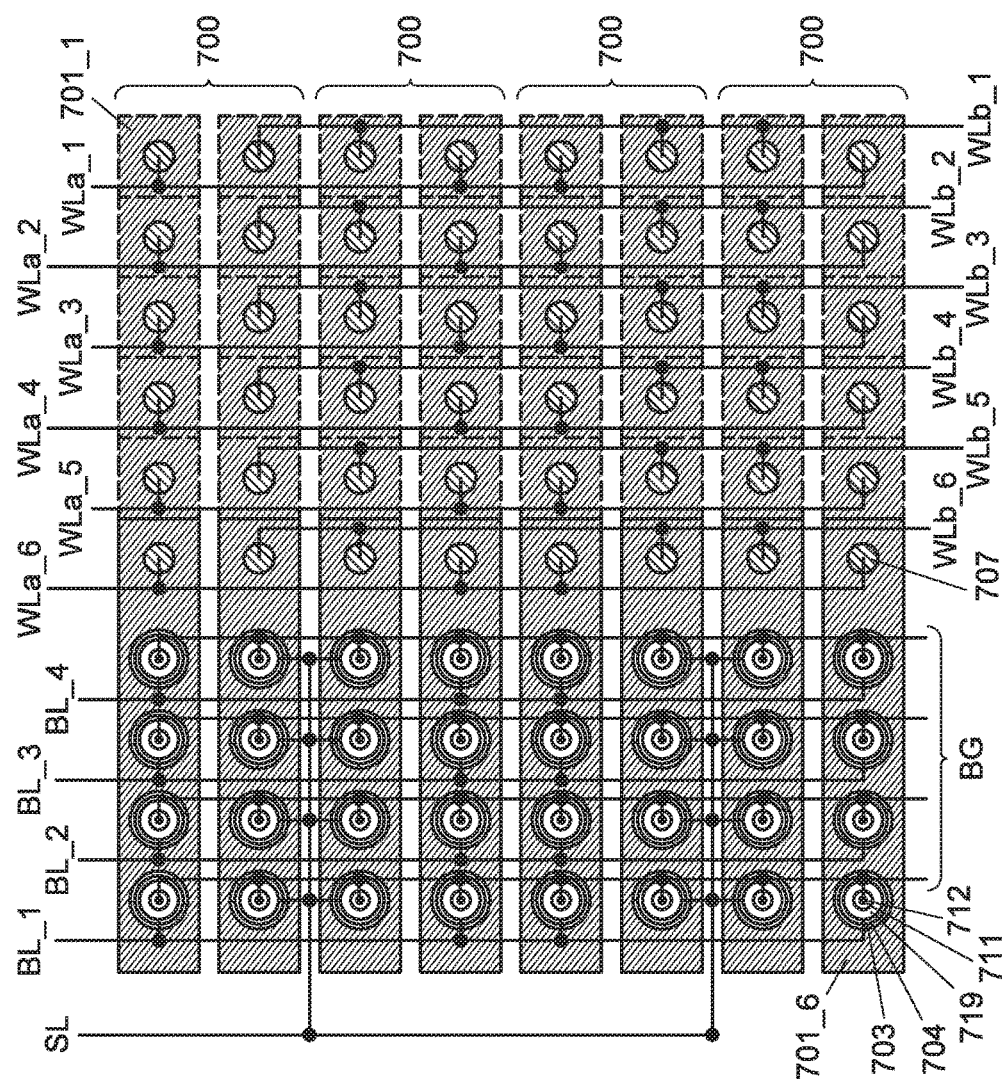 700
700
700
700
701_1
WLa_1
WLa_2
WLa_3
WLa_4
WLa_5
WLa_6
BL_4
BL_3
BL_2
BL_1
SL
WLb_1
WLb_2
WLb_3
WLb_4
WLb_5
WLb_6
707
BG
712
711
719
704
703
701_6